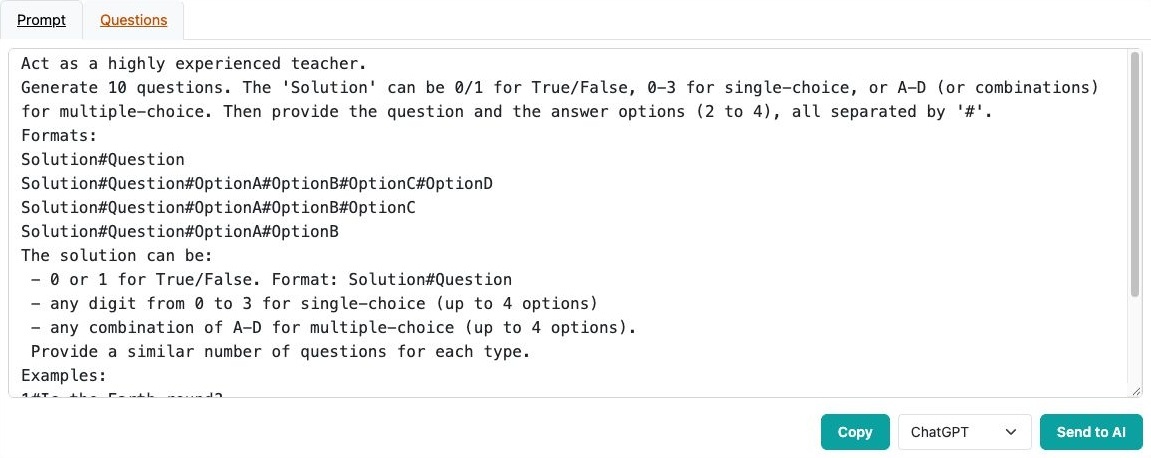 Prompt
Questions
Act as a highly experienced teacher.
Generate 10 questions. The 'Solution' can be 0/1 for True/False, 0–3 for single–choice, or A–D (or combinations)
for multiple–choice. Then provide the question and the answer options (2 to 4), all separated by '#'.
Formats:
Solution#Question
Solution#Question#OptionA#OptionB#OptionC#OptionD
Solution#Question#OptionA#OptionB#OptionC
Solution#Question#OptionA#OptionB
The solution can be:
– 0 or 1 for True/False. Format: Solution#Question
– any digit from 0 to 3 for single–choice (up to 4 options)
– any combination of A–D for multiple–choice (up to 4 options).
Provide a similar number of questions for each type.
Examples:
1#Is the Earth round?
Copy
ChatGPT
Send to AI